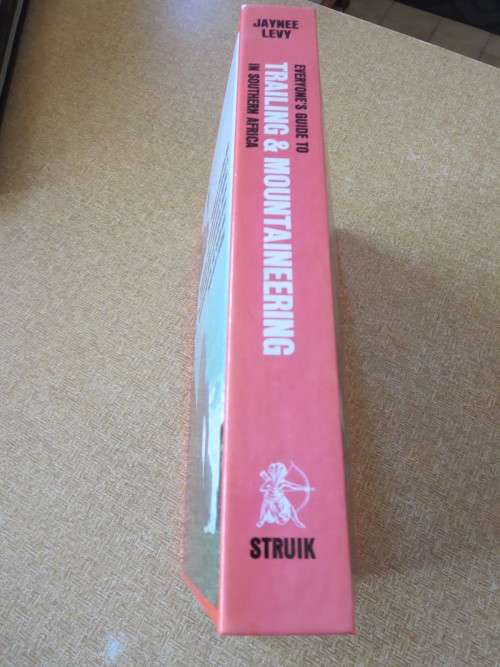 JAYNEE
LEVY
EVERYONE'S GUIDE TO
TRAILING & MOUNTAINEERING
IN SOUTHERN AFRICA
STRUIK